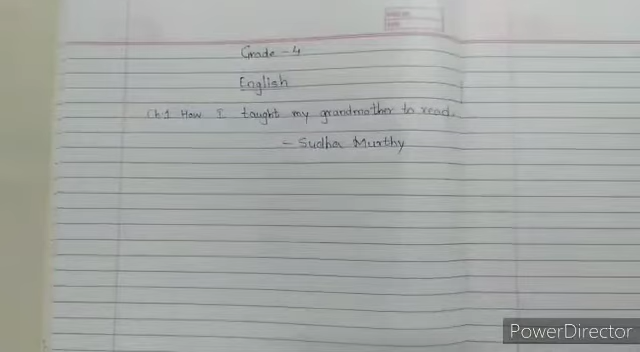 Grade - 4
English
Ch 1 How I taught my grandmother to read.
- Sudha Murthy
PowerDirector